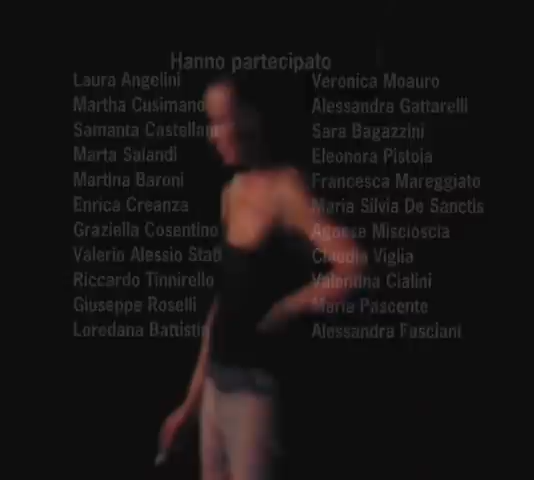 Hanno partecipato
Laura Angelini
Martha Cusimano
Samanta Castellani
Marta Salandi
Martina Baroni
Enrica Creanza
Graziella Cosentino
Valerio Alessio
Riccardo Tinnirello
Giuseppe Roselli
Loredana Battistin
Veronica Moauro
Alessandra Gattarelli
Sara Bagazzini
Eleonora Pistoia
Francesca Mareggiato
Maria Silvia De Sanctis
Agnese Miscioscia
Claudia Viglia
Valentina Cialini
Maria Pascente
Alessandra Fasciani